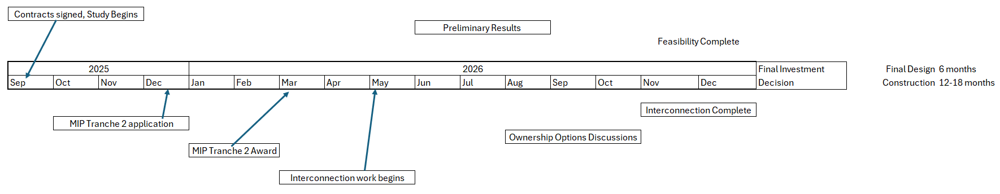 Contracts signed, Study Begins
Preliminary Results
Feasibility Complete
2025 2026 Final Investment Final Design 6 months
Sep Oct Nov Dec Jan Feb Mar Apr May Jun Jul Aug Sep Oct Nov Dec Decision Construction 12-18 months
Interconnection Complete
MIP Tranche 2 application
Ownership Options Discussions
MIP Tranche 2 Award
Interconnection work begins